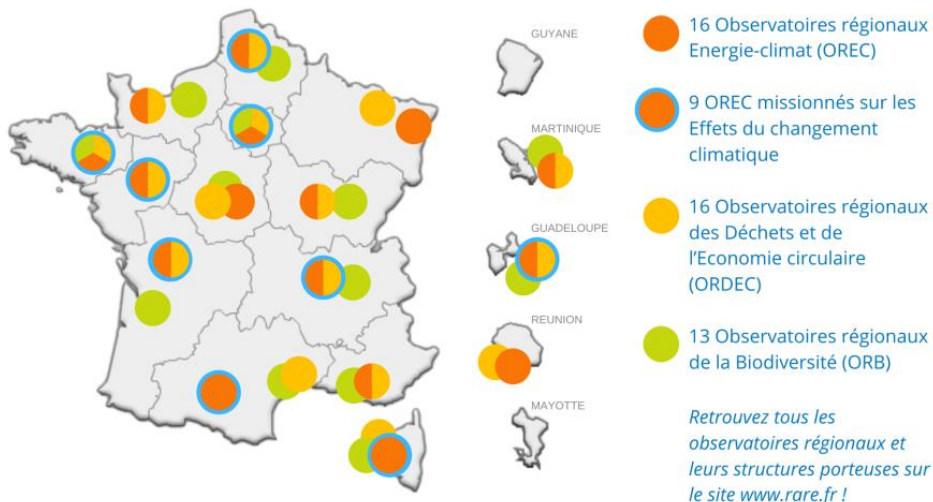 GUYANE
MARTINIQUE
GUADELOUPE
REUNION
MAYOTTE
16 Observatoires régionaux
Energie-climat (OREC)
9 OREC missionnés sur les
Effets du changement
climatique
16 Observatoires régionaux
des Déchets et de
l'Economie circulaire
(ORDEC)
13 Observatoires régionaux
de la Biodiversité (ORB)
Retrouvez tous les
observatoires régionaux et
leurs structures porteuses sur
le site www.rare.fr !